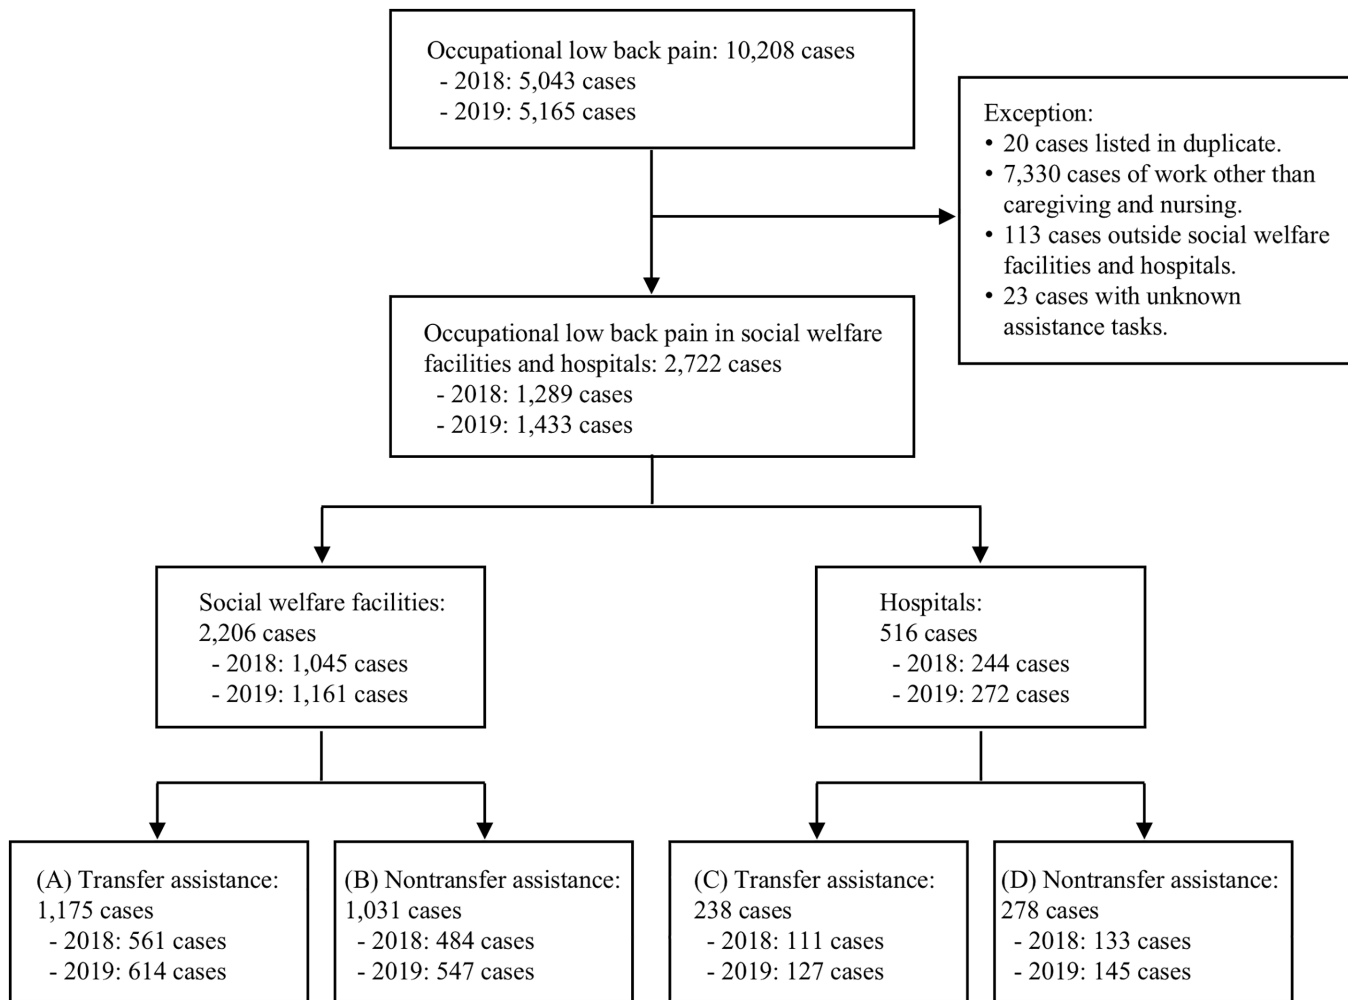 Occupational low back pain: 10,208 cases
- 2018: 5,043 cases
- 2019: 5,165 cases
Exception:
• 20 cases listed in duplicate.
• 7,330 cases of work other than
caregiving and nursing.
• 113 cases outside social welfare
facilities and hospitals.
• 23 cases with unknown
assistance tasks.
Occupational low back pain in social welfare
facilities and hospitals: 2,722 cases
- 2018: 1,289 cases
- 2019: 1,433 cases
Social welfare facilities:
2,206 cases
- 2018: 1,045 cases
- 2019: 1,161 cases
Hospitals:
516 cases
- 2018: 244 cases
- 2019: 272 cases
(A) Transfer assistance:
1,175 cases
- 2018: 561 cases
- 2019: 614 cases
(B) Nontransfer assistance:
1,031 cases
- 2018: 484 cases
- 2019: 547 cases
(C) Transfer assistance:
238 cases
- 2018: 111 cases
- 2019: 127 cases
(D) Nontransfer assistance:
278 cases
- 2018: 133 cases
- 2019: 145 cases